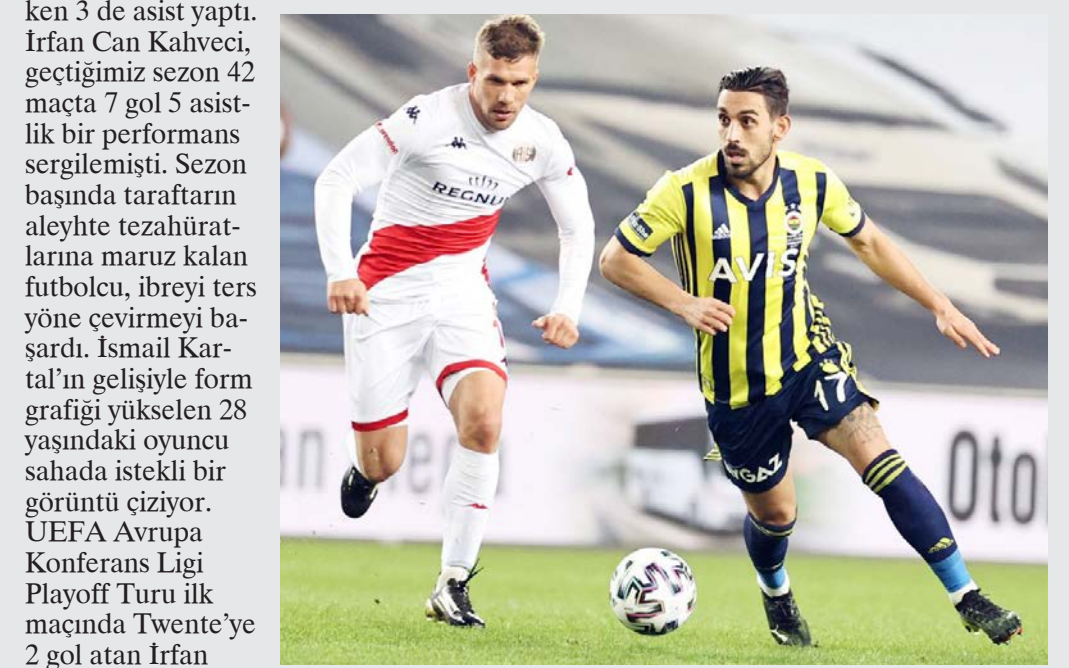 ken 3 de asist yaptı.
İrfan Can Kahveci,
geçtiğimiz sezon 42
maçta 7 gol 5 asist-
lik bir performans
sergilemişti. Sezon
başında taraftarın
aleyhte tezahürat-
larına maruz kalan
futbolcu, ibreyi ters
yöne çevirmeyi ba-
şardı. İsmail Kar-
tal’ın gelişiyle form
grafiği yükselen 28
yaşındaki oyuncu
sahada istekli bir
görüntü çiziyor.
UEFA Avrupa
Konferans Ligi
Playoff Turu ilk
maçında Twente’ye
2 gol atan İrfan
REGNU
AVIS
17
GAZ
Oto